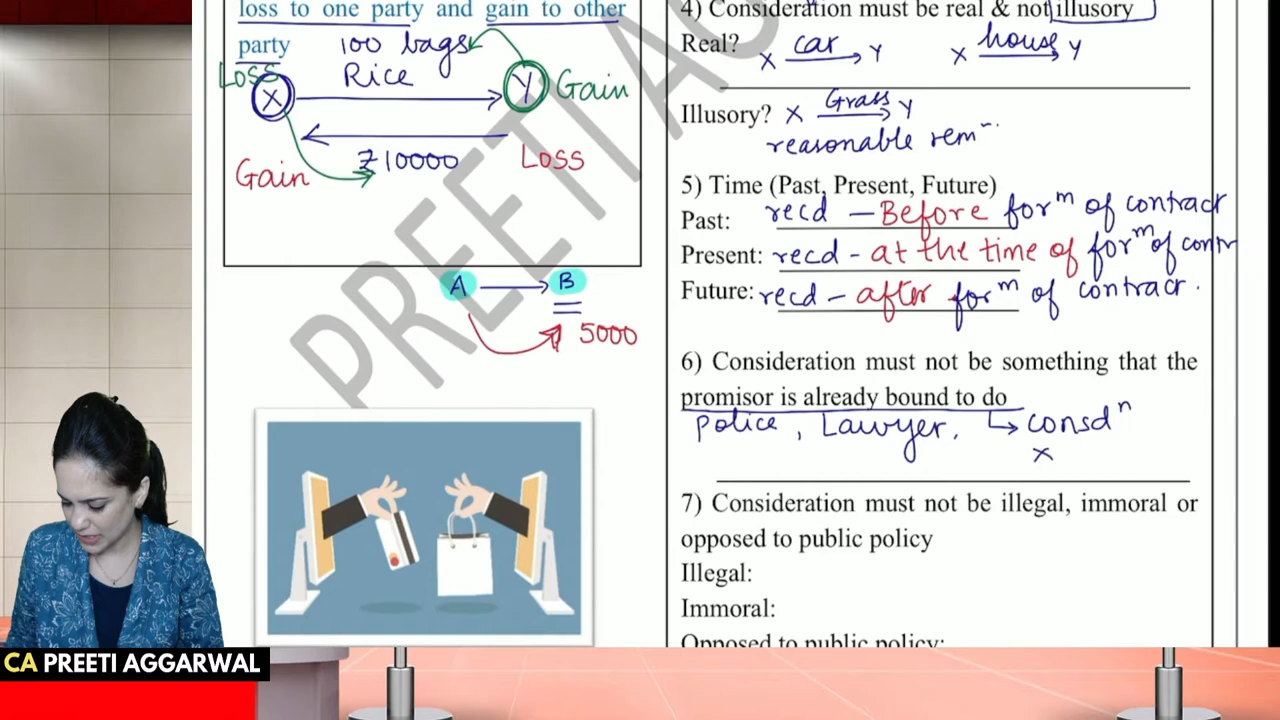 loss to one party and gain to other
party
100 bags
Rice
Loss
X
Y
Gain
₹10000
Loss
Gain
A
B
5000
4) Consideration must be real & not illusory
Real?
X car Y
X house Y
Illusory? X Grass Y
reasonable rem
5) Time (Past, Present, Future)
Past: recd – Before formⁿ of contract
Present: recd - at the time of formⁿ of contr
Future: recd – after formⁿ of contract.
6) Consideration must not be something that the
promisor is already bound to do
Police, Lawyer. ↳ consdⁿ
x
7) Consideration must not be illegal, immoral or
opposed to public policy
Illegal:
Immoral:
Opposed to public policy:
PREETI AG
CA PREETI AGGARWAL